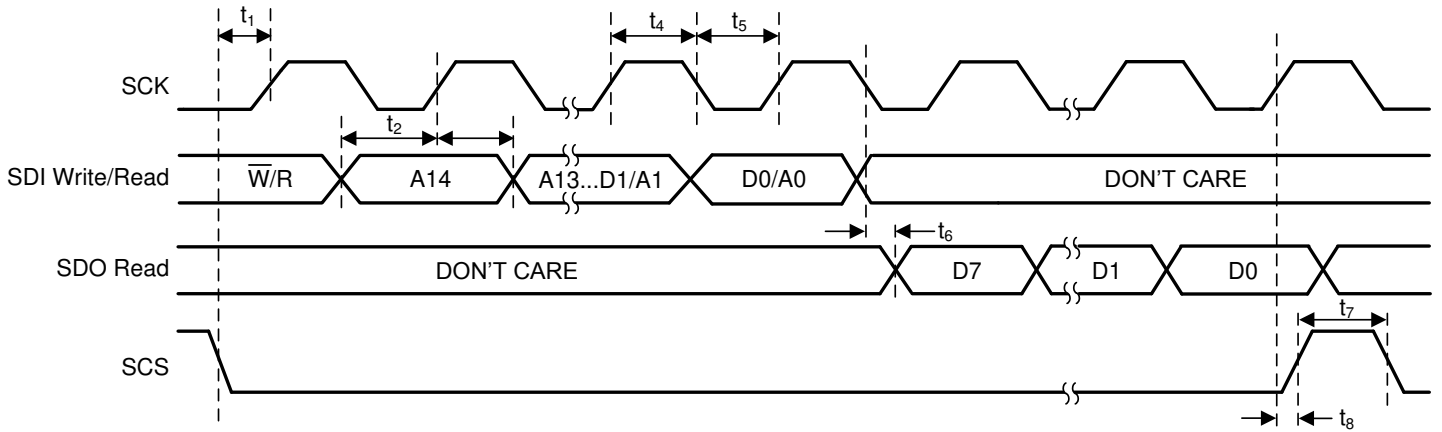 t₁
t₄ t₅
SCK
t₂
SDI Write/Read W̅/R A14 A13...D1/A1 D0/A0 DON'T CARE
t₆
SDO Read DON'T CARE D7 D1 D0
t₇
SCS
t₈